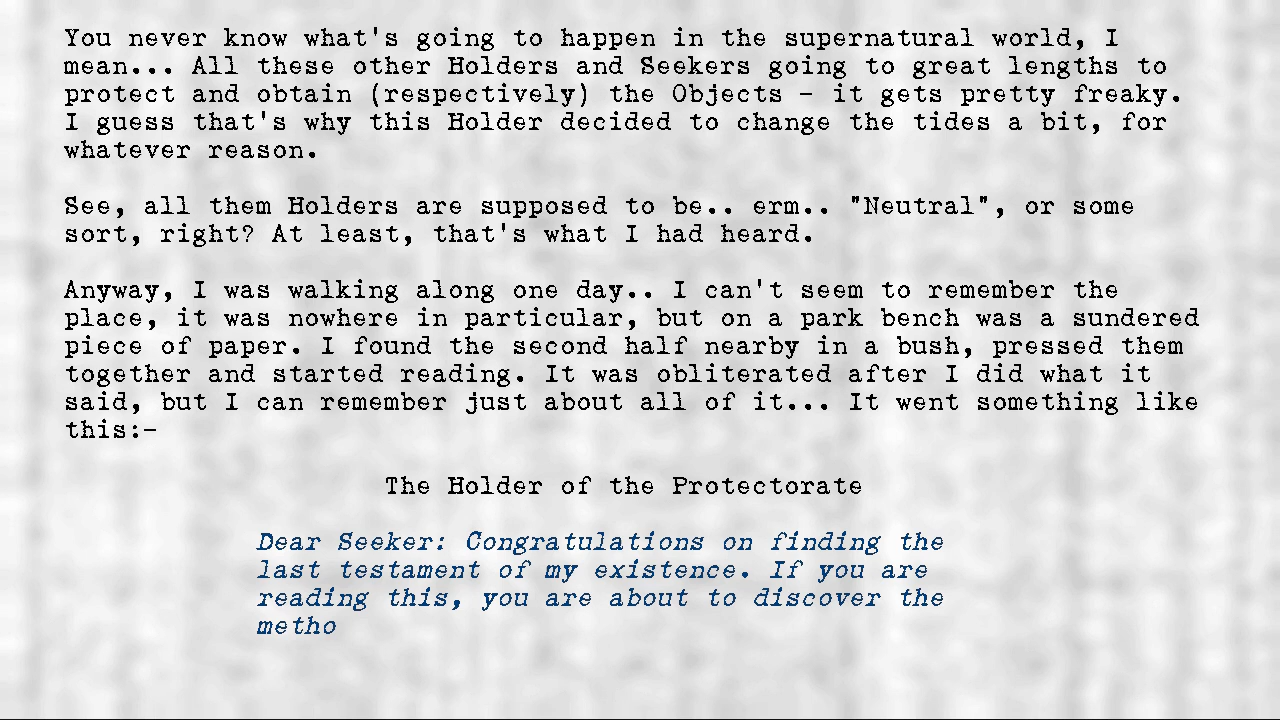 You never know what's going to happen in the supernatural world, I
mean... All these other Holders and Seekers going to great lengths to
protect and obtain (respectively) the Objects - it gets pretty freaky.
I guess that's why this Holder decided to change the tides a bit, for
whatever reason.
See, all them Holders are supposed to be.. erm.. "Neutral", or some
sort, right? At least, that's what I had heard.
Anyway, I was walking along one day.. I can't seem to remember the
place, it was nowhere in particular, but on a park bench was a sundered
piece of paper. I found the second half nearby in a bush, pressed them
together and started reading. It was obliterated after I did what it
said, but I can remember just about all of it... It went something like
this:-
The Holder of the Protectorate
Dear Seeker: Congratulations on finding the
last testament of my existence. If you are
reading this, you are about to discover the
metho